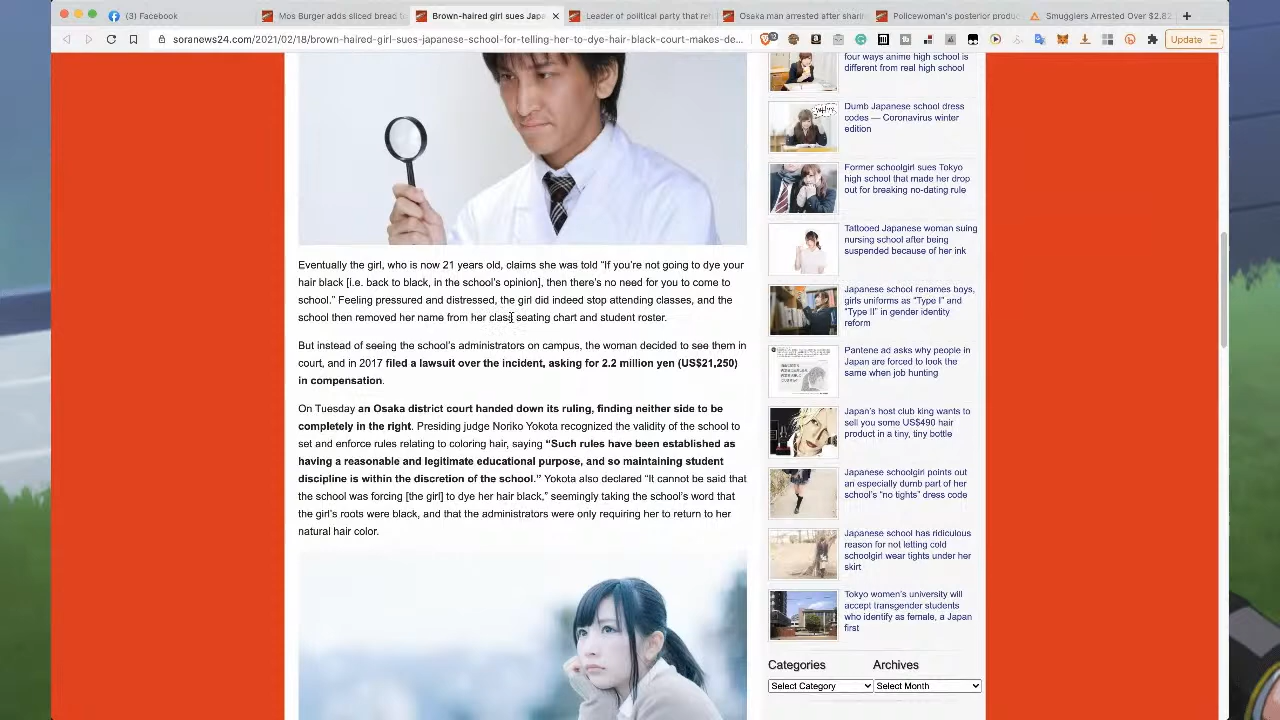 (3) Facebook
Mos Burger adds sliced bread to
Brown-haired girl sues Jape
Leader of political party that re
Osaka man arrested after sharin
Policewoman's posterior produc
Smugglers Arrested Over $2.82
soranews24.com/2021/02/18/brown-haired-girl-sues-japanese-school-for-telling-her-to-dye-hair-black-court-makes-de...
Update
Eventually the girl, who is now 21 years old, claims she was told "If you're not going to dye your
hair black [i.e. back to black, in the school's opinion], then there's no need for you to come to
school." Feeling pressured and stressed, the girl did indeed stop attending classes, and the
school then removed her name from her class seating chart and student roster.
But instead seeing the school's administrators on campus, the woman decided to see them in
court, and filed a lawsuit over the incident, asking for 2.2 million yen (US$21,250)
in compensation.
On Tuesday, the Osaka district court handed down its ruling, finding neither side to be
completely in the right. Presiding judge Noriko Yokota recognized the validity of the school to
set and enforce rules relating to coloring hair, saying "Such rules have been established as
having a reasonable and legitimate educational purpose, and so maintaining student
discipline is within the discretion of the school." Yokota also declared "It cannot be said that
the school was forcing [the girl] to dye her hair black," seemingly taking the school's word that
the girl's roots were black, and that the administrators were only requiring her to return to her
natural hair color.
four ways anime high school is
different from real high school
Dumb Japanese school dress
codes — Coronavirus winter
edition
Former schoolgirl sues Tokyo
high school that made her drop
out for breaking no-dating rule
Tattooed Japanese woman suing
nursing school after being
suspended because of her ink
Japanese school renames boys,
girls uniforms as "Type I" and
"Type II" in gender identity
reform
Pantene ad asks why people in
Japan are forced to look the
same when job hunting
Japan's host club king wants to
sell you some US$490 hair
product in a tiny, tiny bottle
Japanese schoolgirl points out
an especially dumb part of her
school's "no tights" dress code
Japanese school has ridiculous
reason for not letting cold
schoolgirl wear tights under her
skirt
Tokyo women's university will
accept transgender students
who identify as female, a Japan
first
Categories
Archives
Select Category
Select Month